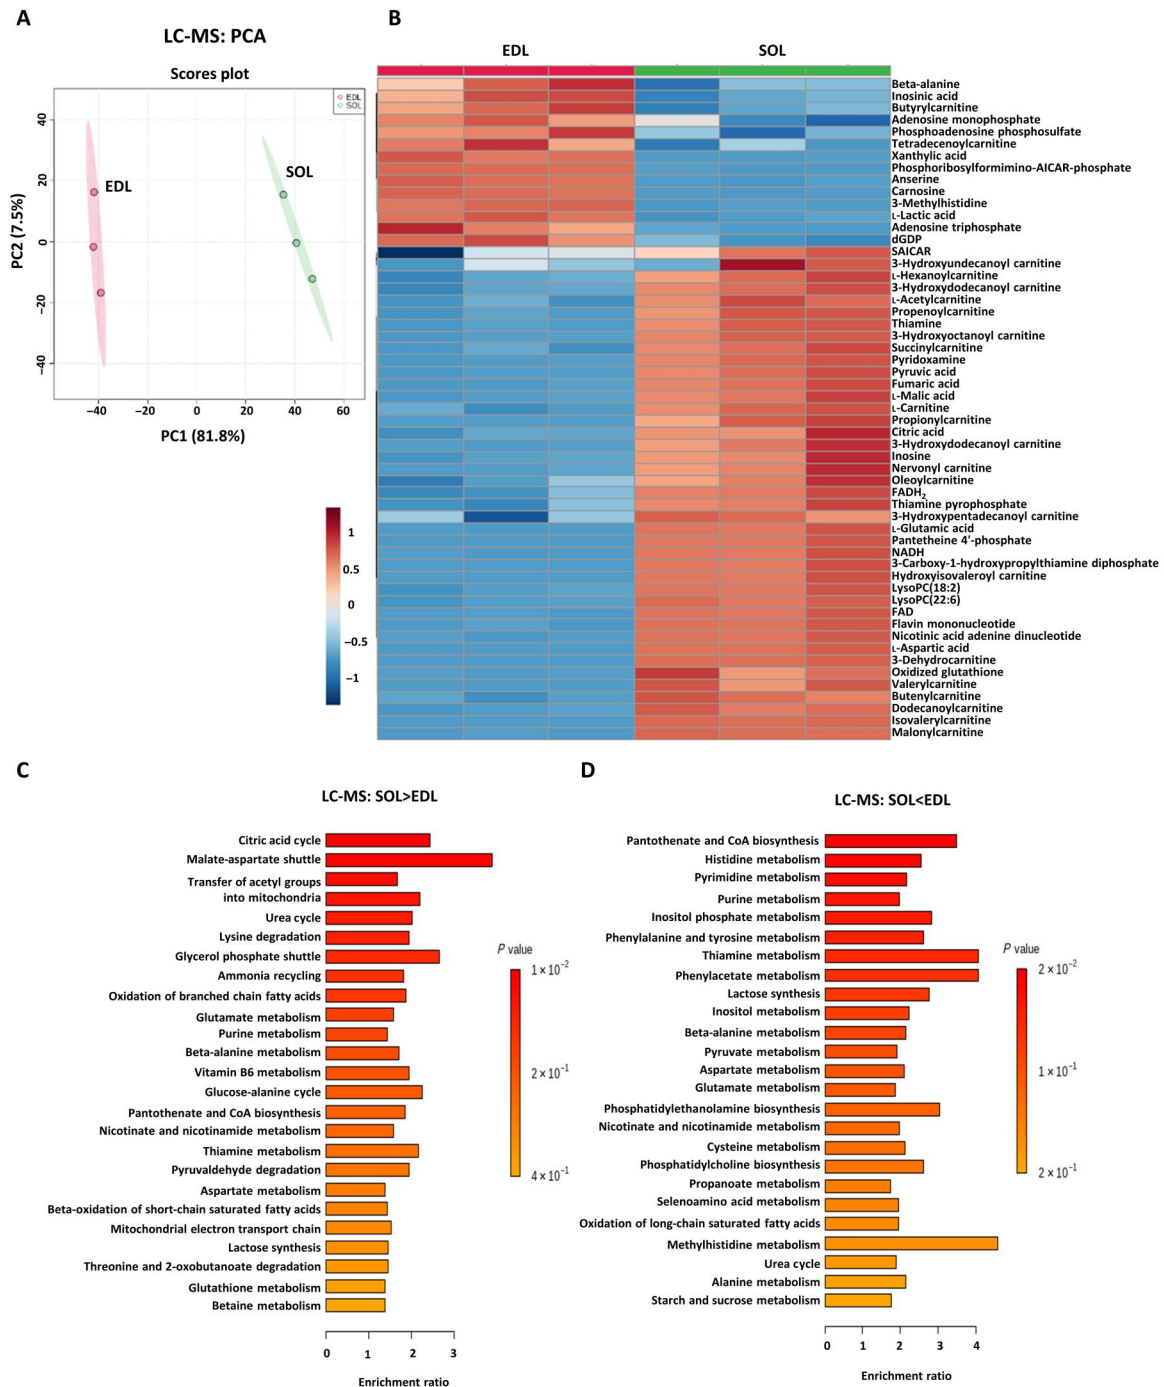 A
LC-MS: PCA
Scores plot
EDL
SOL
EDL
SOL
40
20
0
−20
−40
PC2 (7.5%)
−40
−20
0
20
40
60
PC1 (81.8%)
B
EDL
SOL
Beta-alanine
Inosinic acid
Butyrylcarnitine
Adenosine monophosphate
Phosphoadenosine phosphosulfate
Tetradecenoylcarnitine
Xanthylic acid
Phosphoribosylformimino-AICAR-phosphate
Anserine
Carnosine
3-Methylhistidine
L-Lactic acid
Adenosine triphosphate
dGDP
SAICAR
3-Hydroxyundecanoyl carnitine
L-Hexanoylcarnitine
3-Hydroxydodecanoyl carnitine
L-Acetylcarnitine
Propenoylcarnitine
Thiamine
3-Hydroxyoctanoyl carnitine
Succinylcarnitine
Pyridoxamine
Pyruvic acid
Fumaric acid
L-Malic acid
L-Carnitine
Propionylcarnitine
Citric acid
3-Hydroxydodecanoyl carnitine
Inosine
Nervonyl carnitine
Oleoylcarnitine
FADH2
Thiamine pyrophosphate
3-Hydroxypentadecanoyl carnitine
L-Glutamic acid
Pantetheine 4′-phosphate
NADH
3-Carboxy-1-hydroxypropylthiamine diphosphate
Hydroxyisovaleroyl carnitine
LysoPC(18:2)
LysoPC(22:6)
FAD
Flavin mononucleotide
Nicotinic acid adenine dinucleotide
L-Aspartic acid
3-Dehydrocarnitine
Oxidized glutathione
Valerylcarnitine
Butenylcarnitine
Dodecanoylcarnitine
Isovalerylcarnitine
Malonylcarnitine
1
0.5
0
−0.5
−1
C
LC-MS: SOL>EDL
Citric acid cycle
Malate-aspartate shuttle
Transfer of acetyl groups
into mitochondria
Urea cycle
Lysine degradation
Glycerol phosphate shuttle
Ammonia recycling
Oxidation of branched chain fatty acids
Glutamate metabolism
Purine metabolism
Beta-alanine metabolism
Vitamin B6 metabolism
Glucose-alanine cycle
Pantothenate and CoA biosynthesis
Nicotinate and nicotinamide metabolism
Thiamine metabolism
Pyruvaldehyde degradation
Aspartate metabolism
Beta-oxidation of short-chain saturated fatty acids
Mitochondrial electron transport chain
Lactose synthesis
Threonine and 2-oxobutanoate degradation
Glutathione metabolism
Betaine metabolism
0 1 2 3
Enrichment ratio
P value
1 × 10−2
2 × 10−1
4 × 10−1
D
LC-MS: SOL<EDL
Pantothenate and CoA biosynthesis
Histidine metabolism
Pyrimidine metabolism
Purine metabolism
Inositol phosphate metabolism
Phenylalanine and tyrosine metabolism
Thiamine metabolism
Phenylacetate metabolism
Lactose synthesis
Inositol metabolism
Beta-alanine metabolism
Pyruvate metabolism
Aspartate metabolism
Glutamate metabolism
Phosphatidylethanolamine biosynthesis
Nicotinate and nicotinamide metabolism
Cysteine metabolism
Phosphatidylcholine biosynthesis
Propanoate metabolism
Selenoamino acid metabolism
Oxidation of long-chain saturated fatty acids
Methylhistidine metabolism
Urea cycle
Alanine metabolism
Starch and sucrose metabolism
0 1 2 3 4
Enrichment ratio
P value
2 × 10−2
1 × 10−1
2 × 10−1